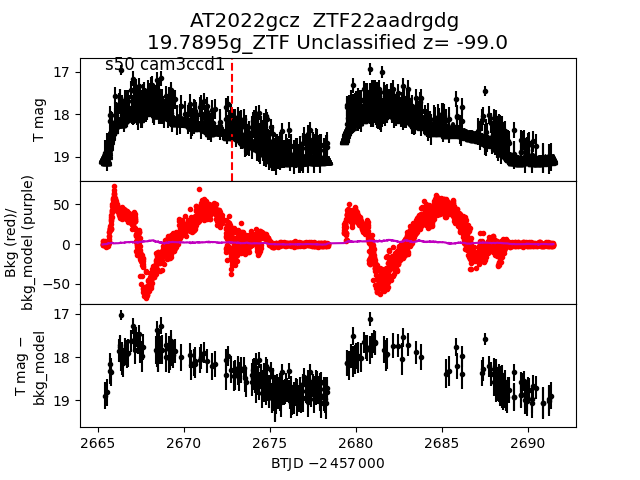 AT2022gcz  ZTF22aadrgdg
19.7895g_ZTF Unclassified z= -99.0
s50 cam3ccd1
17
18
19
T mag
50
0
−50
Bkg (red)/
bkg_model (purple)
17
18
19
T mag −
bkg_model
2665
2670
2675
2680
2685
2690
BTJD −2 457 000